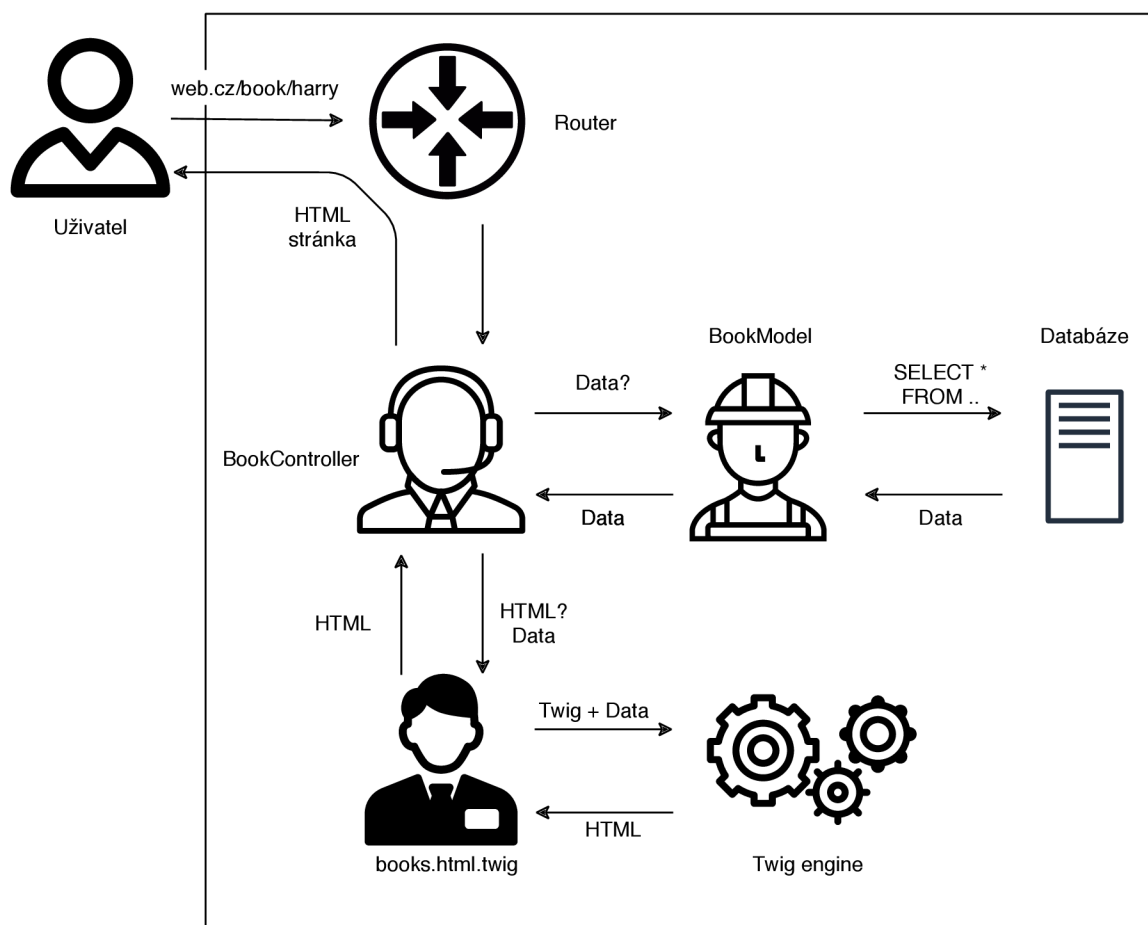 web.cz/book/harry
Router
Uživatel
HTML
stránka
BookModel
Databáze
Data?
SELECT *
FROM ..
BookController
Data
Data
HTML
HTML?
Data
Twig + Data
HTML
books.html.twig
Twig engine